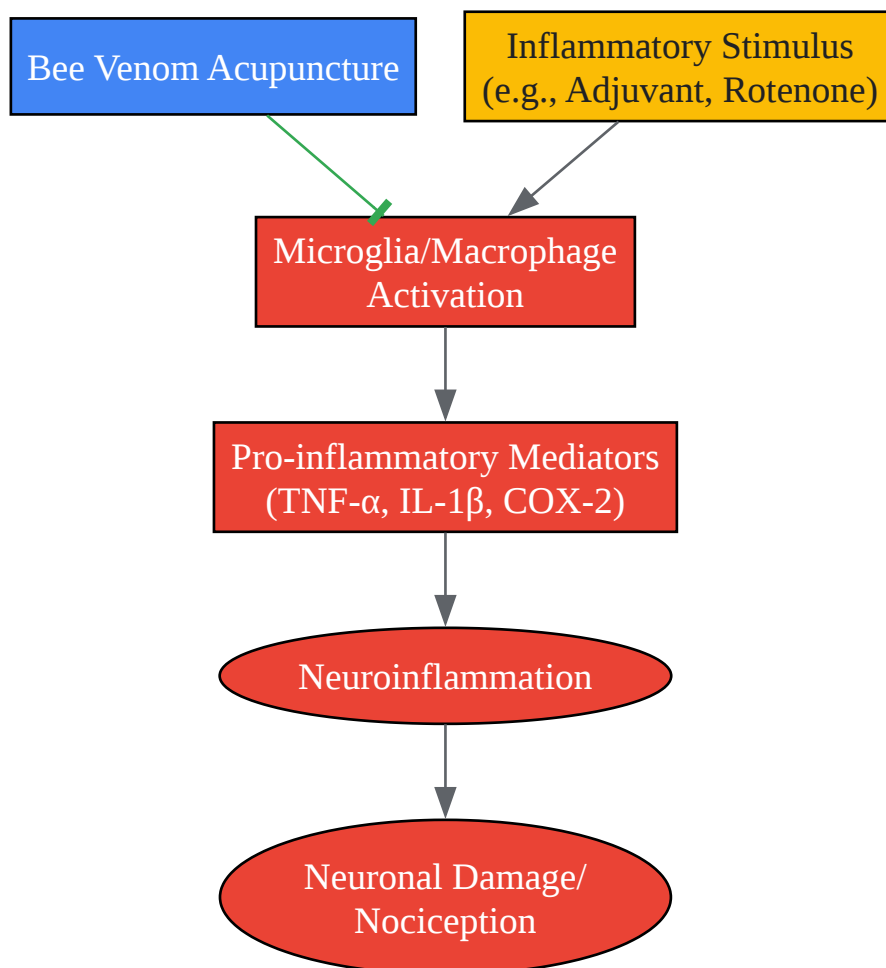 Bee Venom Acupuncture
Inflammatory Stimulus
(e.g., Adjuvant, Rotenone)
Microglia/Macrophage
Activation
Pro-inflammatory Mediators
(TNF-α, IL-1β, COX-2)
Neuroinflammation
Neuronal Damage/
Nociception